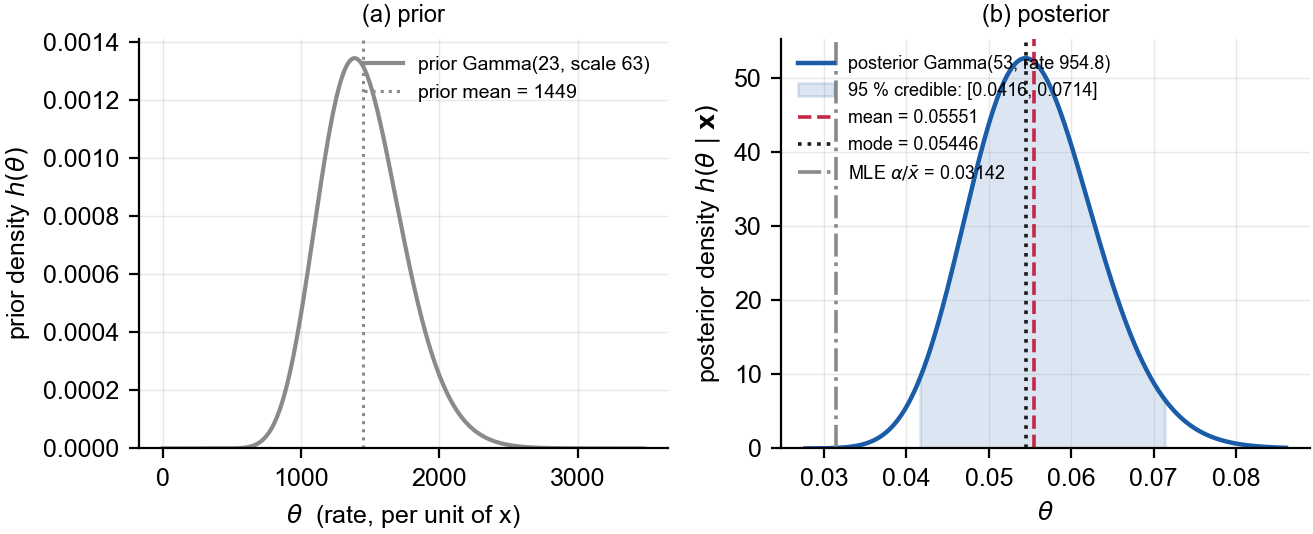 (a) prior
prior density h(θ)
0.0014
0.0012
0.0010
0.0008
0.0006
0.0004
0.0002
0.0000
prior Gamma(23, scale 63)
prior mean = 1449
0 1000 2000 3000
θ (rate, per unit of x)
(b) posterior
posterior density h(θ | x)
50
40
30
20
10
0
posterior Gamma(53, rate 954.8)
95 % credible: [0.0416, 0.0714]
mean = 0.05551
mode = 0.05446
MLE α/x̄ = 0.03142
0.03 0.04 0.05 0.06 0.07 0.08
θ